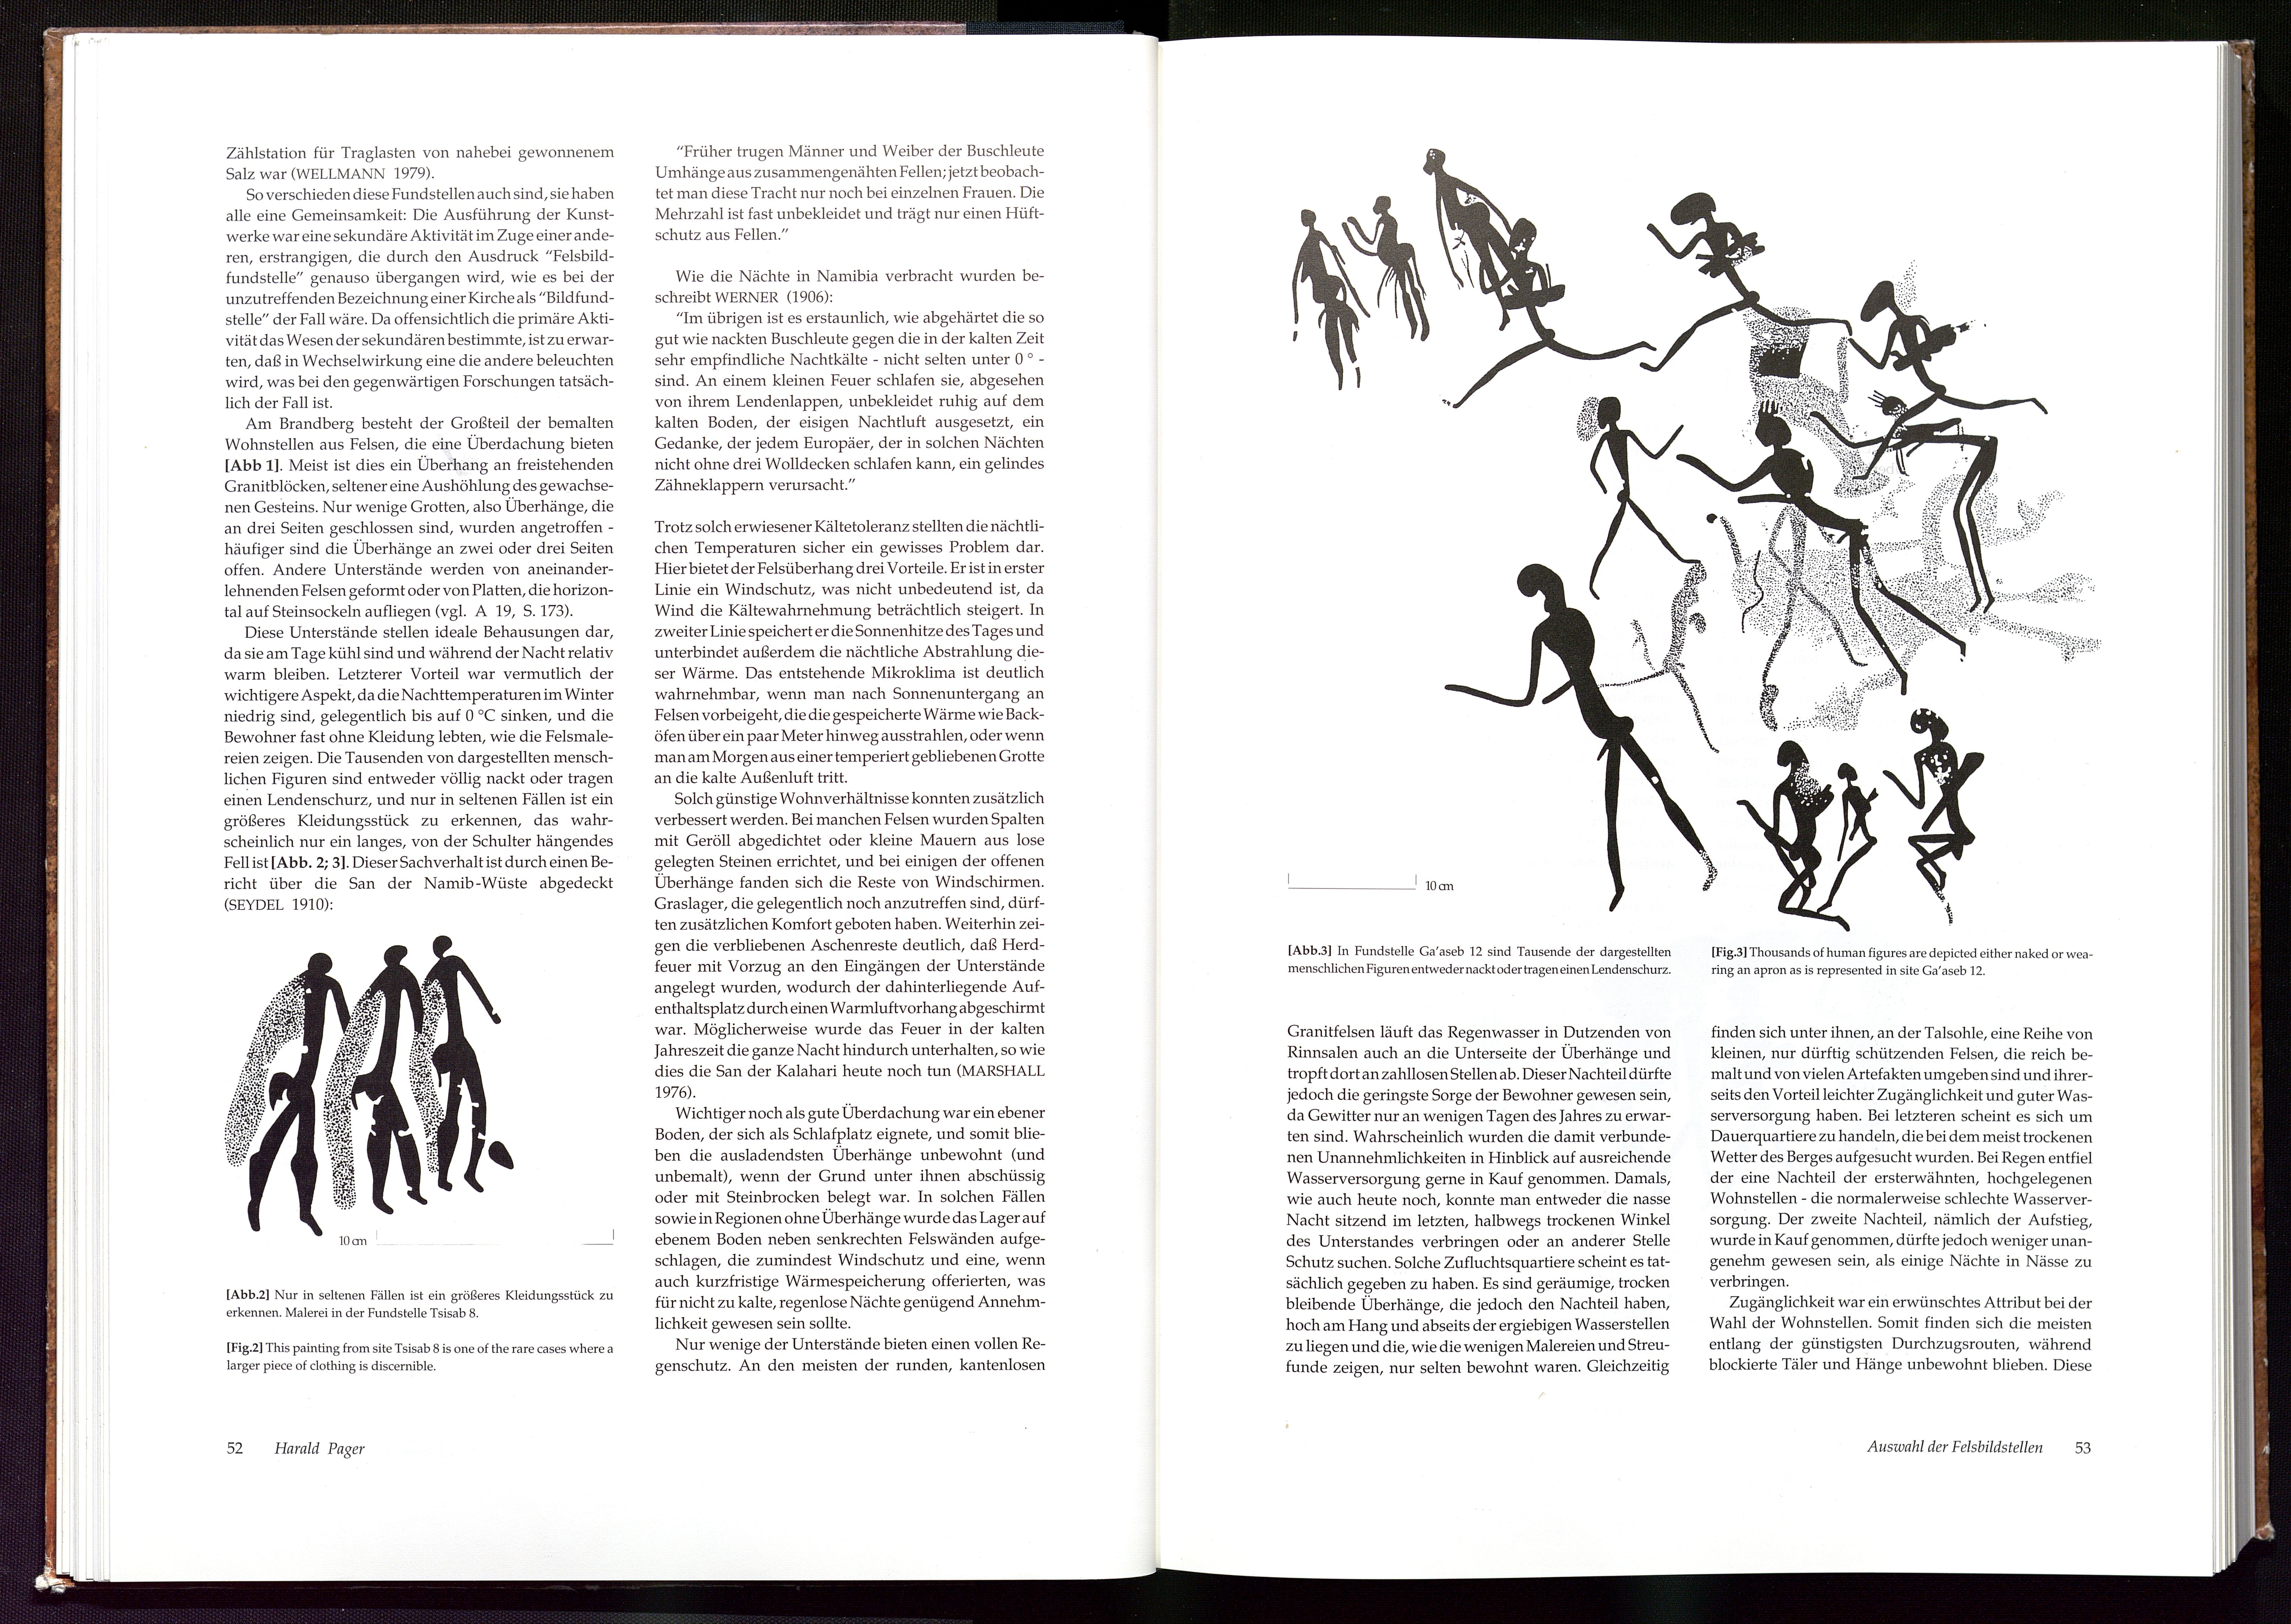 Zählstation für Traglasten von nahebei gewonnenem
Salz war (WELLMANN 1979).
So verschieden diese Fundstellen auch sind, sie haben
alle eine Gemeinsamkeit: Die Ausführung der Kunst-
werke war eine sekundäre Aktivität im Zuge einer ande-
ren, erstrangigen, die durch den Ausdruck “Felsbild-
fundstelle” genauso übergangen wird, wie es bei der
unzutreffenden Bezeichnung einer Kirche als “Bildfund-
stelle” der Fall wäre. Da offensichtlich die primäre Akti-
vität das Wesen der sekundären bestimmte, ist zu erwar-
ten, daß in Wechselwirkung eine die andere beleuchten
wird, was bei den gegenwärtigen Forschungen tatsäch-
lich der Fall ist.
Am Brandberg besteht der Großteil der bemalten
Wohnstellen aus Felsen, die eine Überdachung bieten
[Abb 1]. Meist ist dies ein Überhang an freistehenden
Granitblöcken, seltener eine Aushöhlung des gewachse-
nen Gesteins. Nur wenige Grotten, also Überhänge, die
an drei Seiten geschlossen sind, wurden angetroffen -
häufiger sind die Überhänge an zwei oder drei Seiten
offen. Andere Unterstände werden von aneinander-
lehnenden Felsen geformt oder von Platten, die horizon-
tal auf Steinsockeln aufliegen (vgl. A 19, S. 173).
Diese Unterstände stellen ideale Behausungen dar,
da sie am Tage kühl sind und während der Nacht relativ
warm bleiben. Letzterer Vorteil war vermutlich der
wichtigere Aspekt, da die Nachttemperaturen im Winter
niedrig sind, gelegentlich bis auf 0 °C sinken, und die
Bewohner fast ohne Kleidung lebten, wie die Felsmale-
reien zeigen. Die Tausenden von dargestellten mensch-
lichen Figuren sind entweder völlig nackt oder tragen
einen Lendenschurz, und nur in seltenen Fällen ist ein
größeres Kleidungsstück zu erkennen, das wahr-
scheinlich nur ein langes, von der Schulter hängendes
Fell ist [Abb. 2; 3]. Dieser Sachverhalt ist durch einen Be-
richt über die San der Namib-Wüste abgedeckt
(SEYDEL 1910):
10 cm
[Abb.2] Nur in seltenen Fällen ist ein größeres Kleidungsstück zu
erkennen. Malerei in der Fundstelle Tsisab 8.
[Fig.2] This painting from site Tsisab 8 is one of the rare cases where a
larger piece of clothing is discernible.
“Früher trugen Männer und Weiber der Buschleute
Umhänge aus zusammengenähten Fellen; jetzt beobach-
tet man diese Tracht nur noch bei einzelnen Frauen. Die
Mehrzahl ist fast unbekleidet und trägt nur einen Hüft-
schutz aus Fellen.”
Wie die Nächte in Namibia verbracht wurden be-
schreibt WERNER (1906):
“Im übrigen ist es erstaunlich, wie abgehärtet die so
gut wie nackten Buschleute gegen die in der kalten Zeit
sehr empfindliche Nachtkälte - nicht selten unter 0 ° -
sind. An einem kleinen Feuer schlafen sie, abgesehen
von ihrem Lendenlappen, unbekleidet ruhig auf dem
kalten Boden, der eisigen Nachtluft ausgesetzt, ein
Gedanke, der jedem Europäer, der in solchen Nächten
nicht ohne drei Wolldecken schlafen kann, ein gelindes
Zähneklappern verursacht.”
Trotz solch erwiesener Kältetoleranz stellten die nächtli-
chen Temperaturen sicher ein gewisses Problem dar.
Hier bietet der Felsüberhang drei Vorteile. Er ist in erster
Linie ein Windschutz, was nicht unbedeutend ist, da
Wind die Kältewahrnehmung beträchtlich steigert. In
zweiter Linie speichert er die Sonnenhitze des Tages und
unterbindet außerdem die nächtliche Abstrahlung die-
ser Wärme. Das entstehende Mikroklima ist deutlich
wahrnehmbar, wenn man nach Sonnenuntergang an
Felsen vorbeigeht, die die gespeicherte Wärme wie Back-
öfen über ein paar Meter hinweg ausstrahlen, oder wenn
man am Morgen aus einer temperiert gebliebenen Grotte
an die kalte Außenluft tritt.
Solch günstige Wohnverhältnisse konnten zusätzlich
verbessert werden. Bei manchen Felsen wurden Spalten
mit Geröll abgedichtet oder kleine Mauern aus lose
gelegten Steinen errichtet, und bei einigen der offenen
Überhänge fanden sich die Reste von Windschirmen.
Graslager, die gelegentlich noch anzutreffen sind, dürf-
ten zusätzlichen Komfort geboten haben. Weiterhin zei-
gen die verbliebenen Aschenreste deutlich, daß Herd-
feuer mit Vorzug an den Eingängen der Unterstände
angelegt wurden, wodurch der dahinterliegende Auf-
enthaltsplatz durch einen Warmluftvorhang abgeschirmt
war. Möglicherweise wurde das Feuer in der kalten
Jahreszeit die ganze Nacht hindurch unterhalten, so wie
dies die San der Kalahari heute noch tun (MARSHALL
1976).
Wichtiger noch als gute Überdachung war ein ebener
Boden, der sich als Schlafplatz eignete, und somit blie-
ben die ausladendsten Überhänge unbewohnt (und
unbemalt), wenn der Grund unter ihnen abschüssig
oder mit Steinbrocken belegt war. In solchen Fällen
sowie in Regionen ohne Überhänge wurde das Lager auf
ebenem Boden neben senkrechten Felswänden aufge-
schlagen, die zumindest Windschutz und eine, wenn
auch kurzfristige Wärmespeicherung offerierten, was
für nicht zu kalte, regenlose Nächte genügend Annehm-
lichkeit gewesen sein sollte.
Nur wenige der Unterstände bieten einen vollen Re-
genschutz. An den meisten der runden, kantenlosen
52 Harald Pager
10 cm
[Abb.3] In Fundstelle Ga’aseb 12 sind Tausende der dargestellten
menschlichen Figuren entweder nackt oder tragen einen Lendenschurz.
[Fig.3] Thousands of human figures are depicted either naked or wea-
ring an apron as is represented in site Ga’aseb 12.
Granitfelsen läuft das Regenwasser in Dutzenden von
Rinnsalen auch an die Unterseite der Überhänge und
tropft dort an zahllosen Stellen ab. Dieser Nachteil dürfte
jedoch die geringste Sorge der Bewohner gewesen sein,
da Gewitter nur an wenigen Tagen des Jahres zu erwar-
ten sind. Wahrscheinlich wurden die damit verbunde-
nen Unannehmlichkeiten in Hinblick auf ausreichende
Wasserversorgung gerne in Kauf genommen. Damals,
wie auch heute noch, konnte man entweder die nasse
Nacht sitzend im letzten, halbwegs trockenen Winkel
des Unterstandes verbringen oder an anderer Stelle
Schutz suchen. Solche Zufluchtsquartiere scheint es tat-
sächlich gegeben zu haben. Es sind geräumige, trocken
bleibende Überhänge, die jedoch den Nachteil haben,
hoch am Hang und abseits der ergiebigen Wasserstellen
zu liegen und die, wie die wenigen Malereien und Streu-
funde zeigen, nur selten bewohnt waren. Gleichzeitig
finden sich unter ihnen, an der Talsohle, eine Reihe von
kleinen, nur dürftig schützenden Felsen, die reich be-
malt und von vielen Artefakten umgeben sind und ihrer-
seits den Vorteil leichter Zugänglichkeit und guter Was-
serversorgung haben. Bei letzteren scheint es sich um
Dauerquartiere zu handeln, die bei dem meist trockenen
Wetter des Berges aufgesucht wurden. Bei Regen entfiel
der eine Nachteil der ersterwähnten, hochgelegenen
Wohnstellen - die normalerweise schlechte Wasserver-
sorgung. Der zweite Nachteil, nämlich der Aufstieg,
wurde in Kauf genommen, dürfte jedoch weniger unan-
genehm gewesen sein, als einige Nächte in Nässe zu
verbringen.
Zugänglichkeit war ein erwünschtes Attribut bei der
Wahl der Wohnstellen. Somit finden sich die meisten
entlang der günstigsten Durchzugsrouten, während
blockierte Täler und Hänge unbewohnt blieben. Diese
Auswahl der Felsbildstellen 53